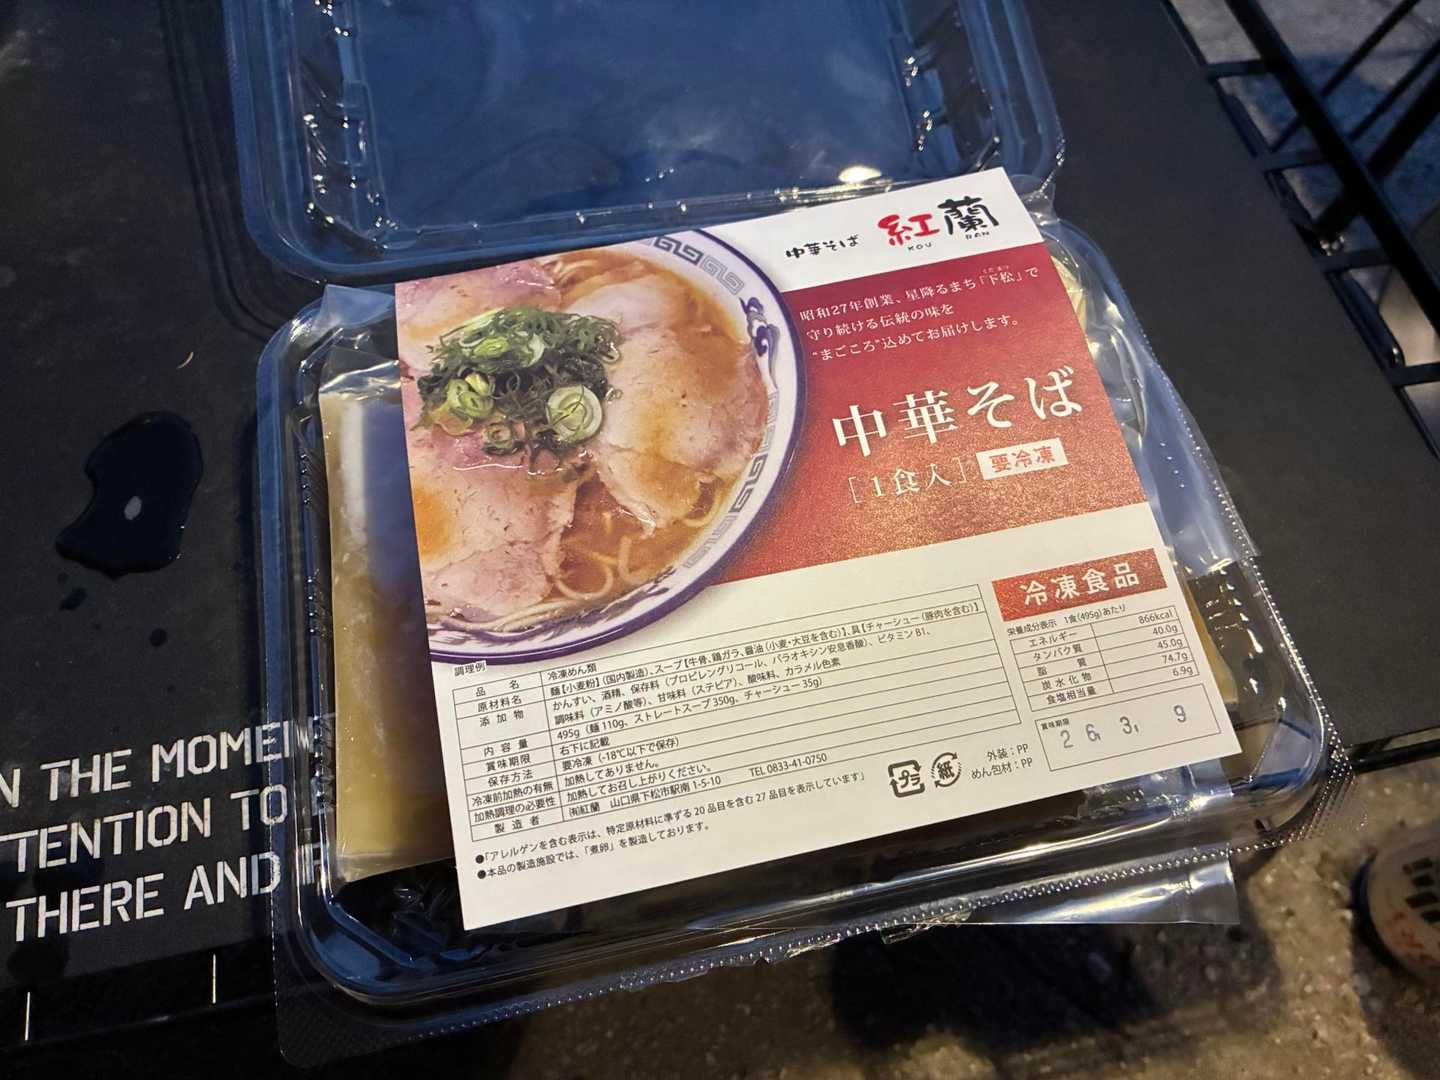 中華そば 紅蘭
KOU RAN
昭和27年創業、星降るまち「下松」で
くだ まつ
守り続ける伝統の味を
"まごころ"込めてお届けします。
中華そば
[1食入] 要冷凍
調理例
品名 冷凍めん類
原材料名 麺【小麦粉】(国内製造)、スープ【牛骨、鶏ガラ、醤油(小麦・大豆を含む)】、具【チャーシュー(豚肉を含む)】
添加物 かんすい、酒精、保存料(プロピレングリコール、パラオキシン安息香酸)、ビタミンB1、
調味料(アミノ酸等)、甘味料(ステビア)、酸味料、カラメル色素
内容量 495g(麺110g、ストレートスープ350g、チャーシュー35g)
賞味期限 右下に記載
保存方法 要冷凍(-18℃以下で保存)
冷凍前加熱の有無 加熱してありません。
加熱調理の必要性 加熱してお召し上がりください。
製造者 ㈲紅蘭 山口県下松市駅南1-5-10 TEL 0833-41-0750
●「アレルゲンを含む表示は、特定原材料に準ずる20品目を含む27品目を表示しています」
●本品の製造施設では、「煮卵」を製造しております。
冷凍食品
栄養成分表示 1食(495g)あたり
エネルギー 866kcal
タンパク質 40.0g
脂質 45.0g
炭水化物 74.7g
食塩相当量 6.9g
賞味期限
26, 3, 9
プラ
紙
外装:PP
めん包材:PP
N THE MOMEN
TENTION TO
THERE AND